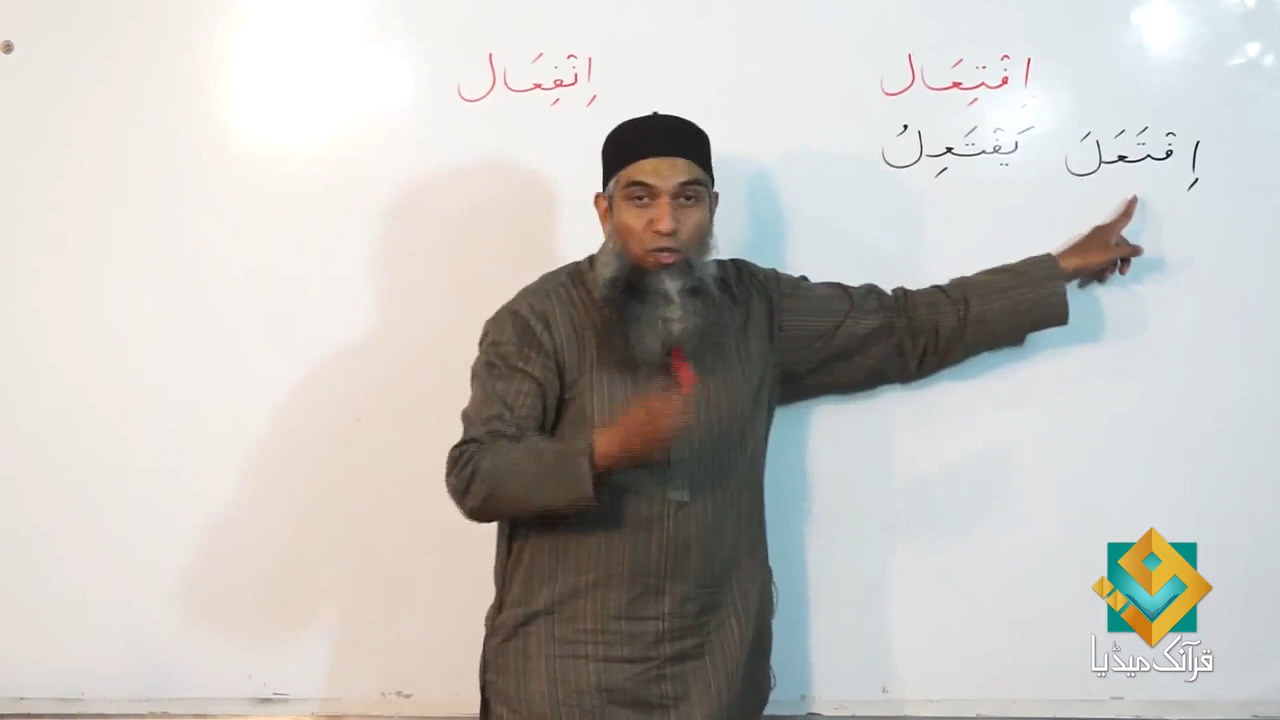 اِفْتِعَال اِنْفِعَال
اِفْتَعَلَ يَفْتَعِلُ
قرآنک میڈیا